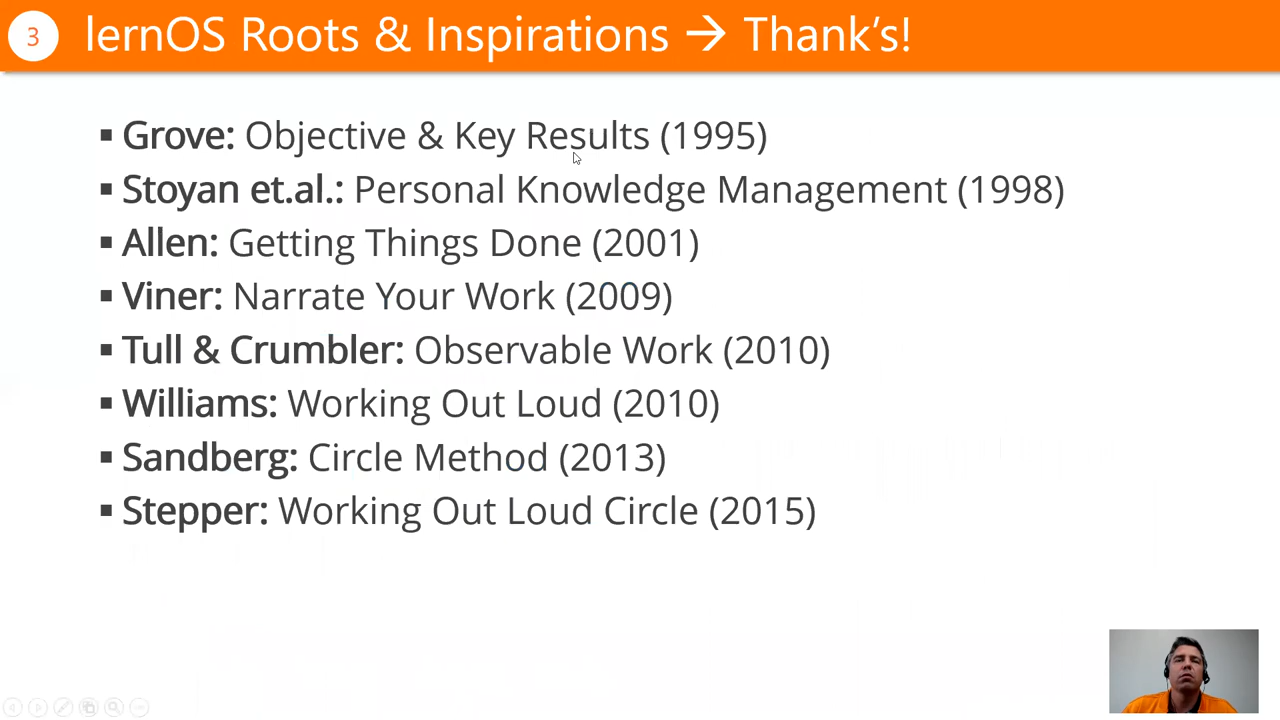 3
lernOS Roots & Inspirations → Thank's!
▪ Grove: Objective & Key Results (1995)
▪ Stoyan et.al.: Personal Knowledge Management (1998)
▪ Allen: Getting Things Done (2001)
▪ Viner: Narrate Your Work (2009)
▪ Tull & Crumbler: Observable Work (2010)
▪ Williams: Working Out Loud (2010)
▪ Sandberg: Circle Method (2013)
▪ Stepper: Working Out Loud Circle (2015)